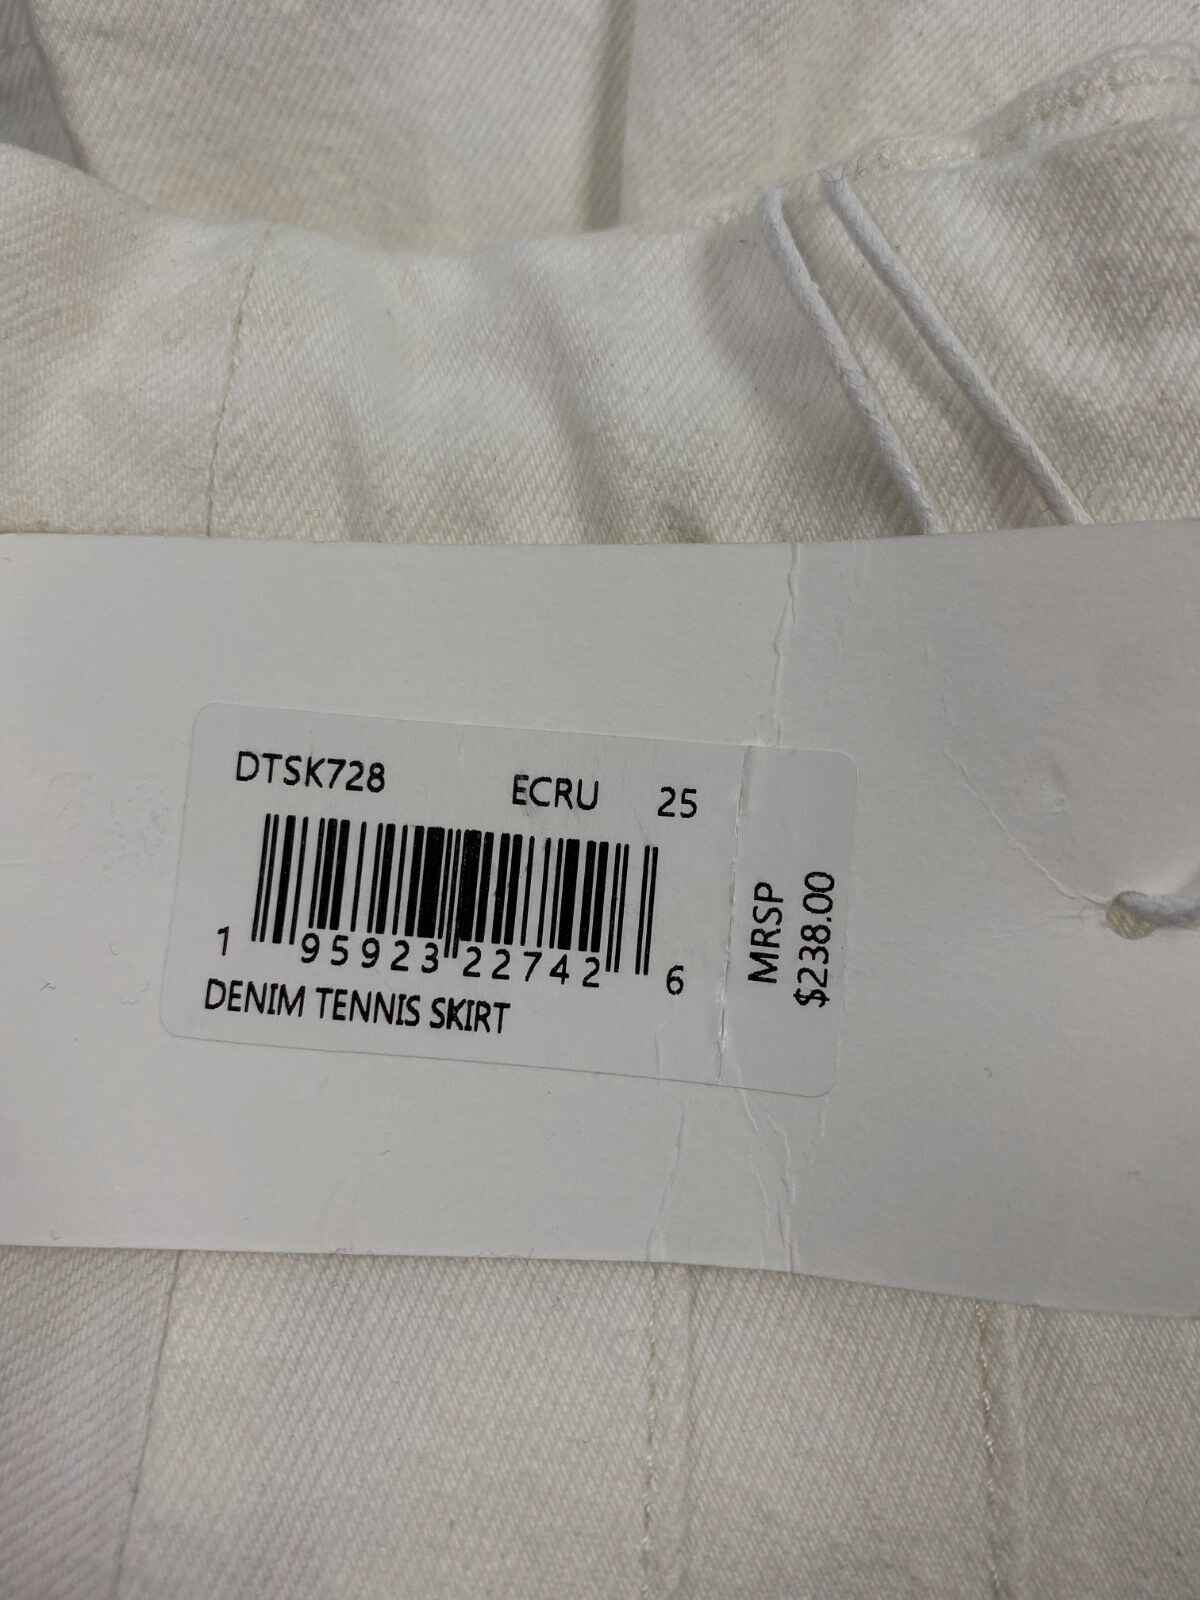 DTSK728 ECRU 25
1 95923 22742 6
DENIM TENNIS SKIRT
MRSP
$238.00